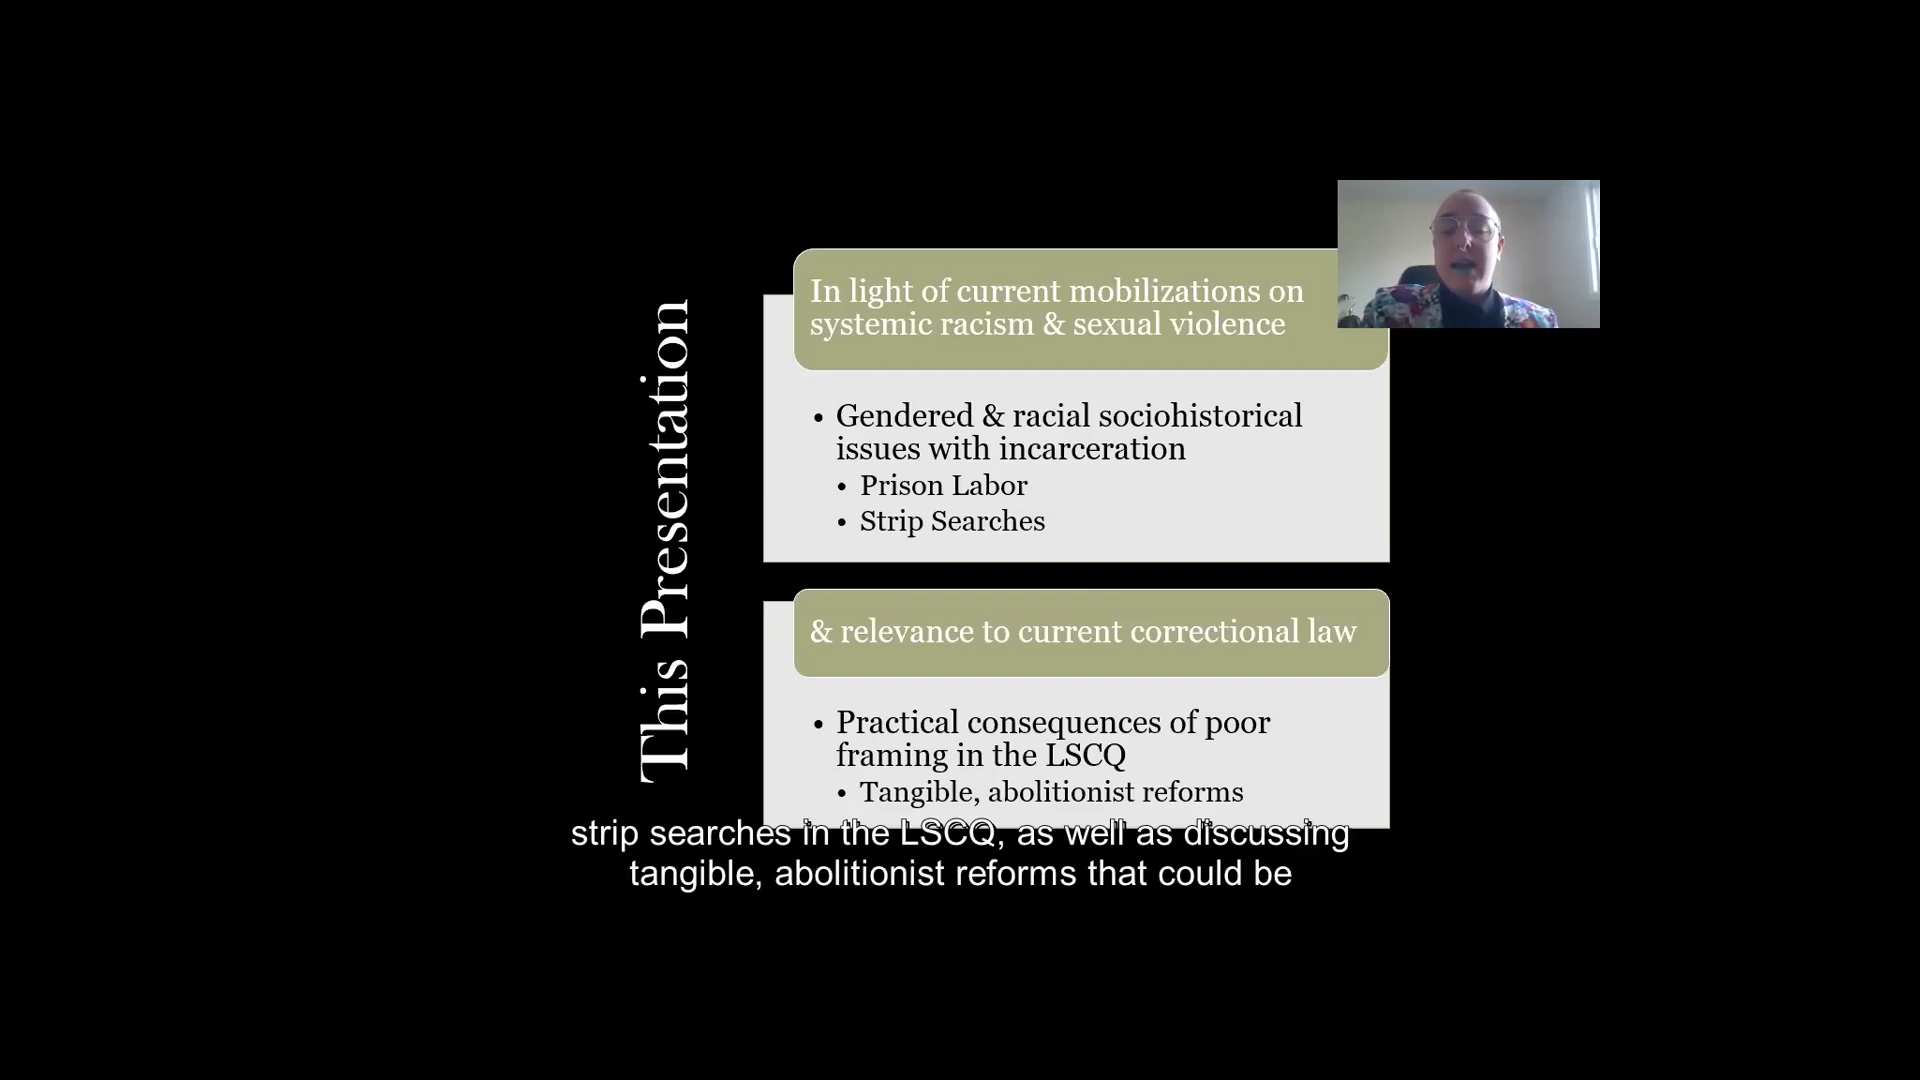 This Presentation
In light of current mobilizations on
systemic racism & sexual violence
• Gendered & racial sociohistorical
issues with incarceration
• Prison Labor
• Strip Searches
& relevance to current correctional law
• Practical consequences of poor
framing in the LSCQ
• Tangible, abolitionist reforms
strip searches in the LSCQ, as well as discussing
tangible, abolitionist reforms that could be